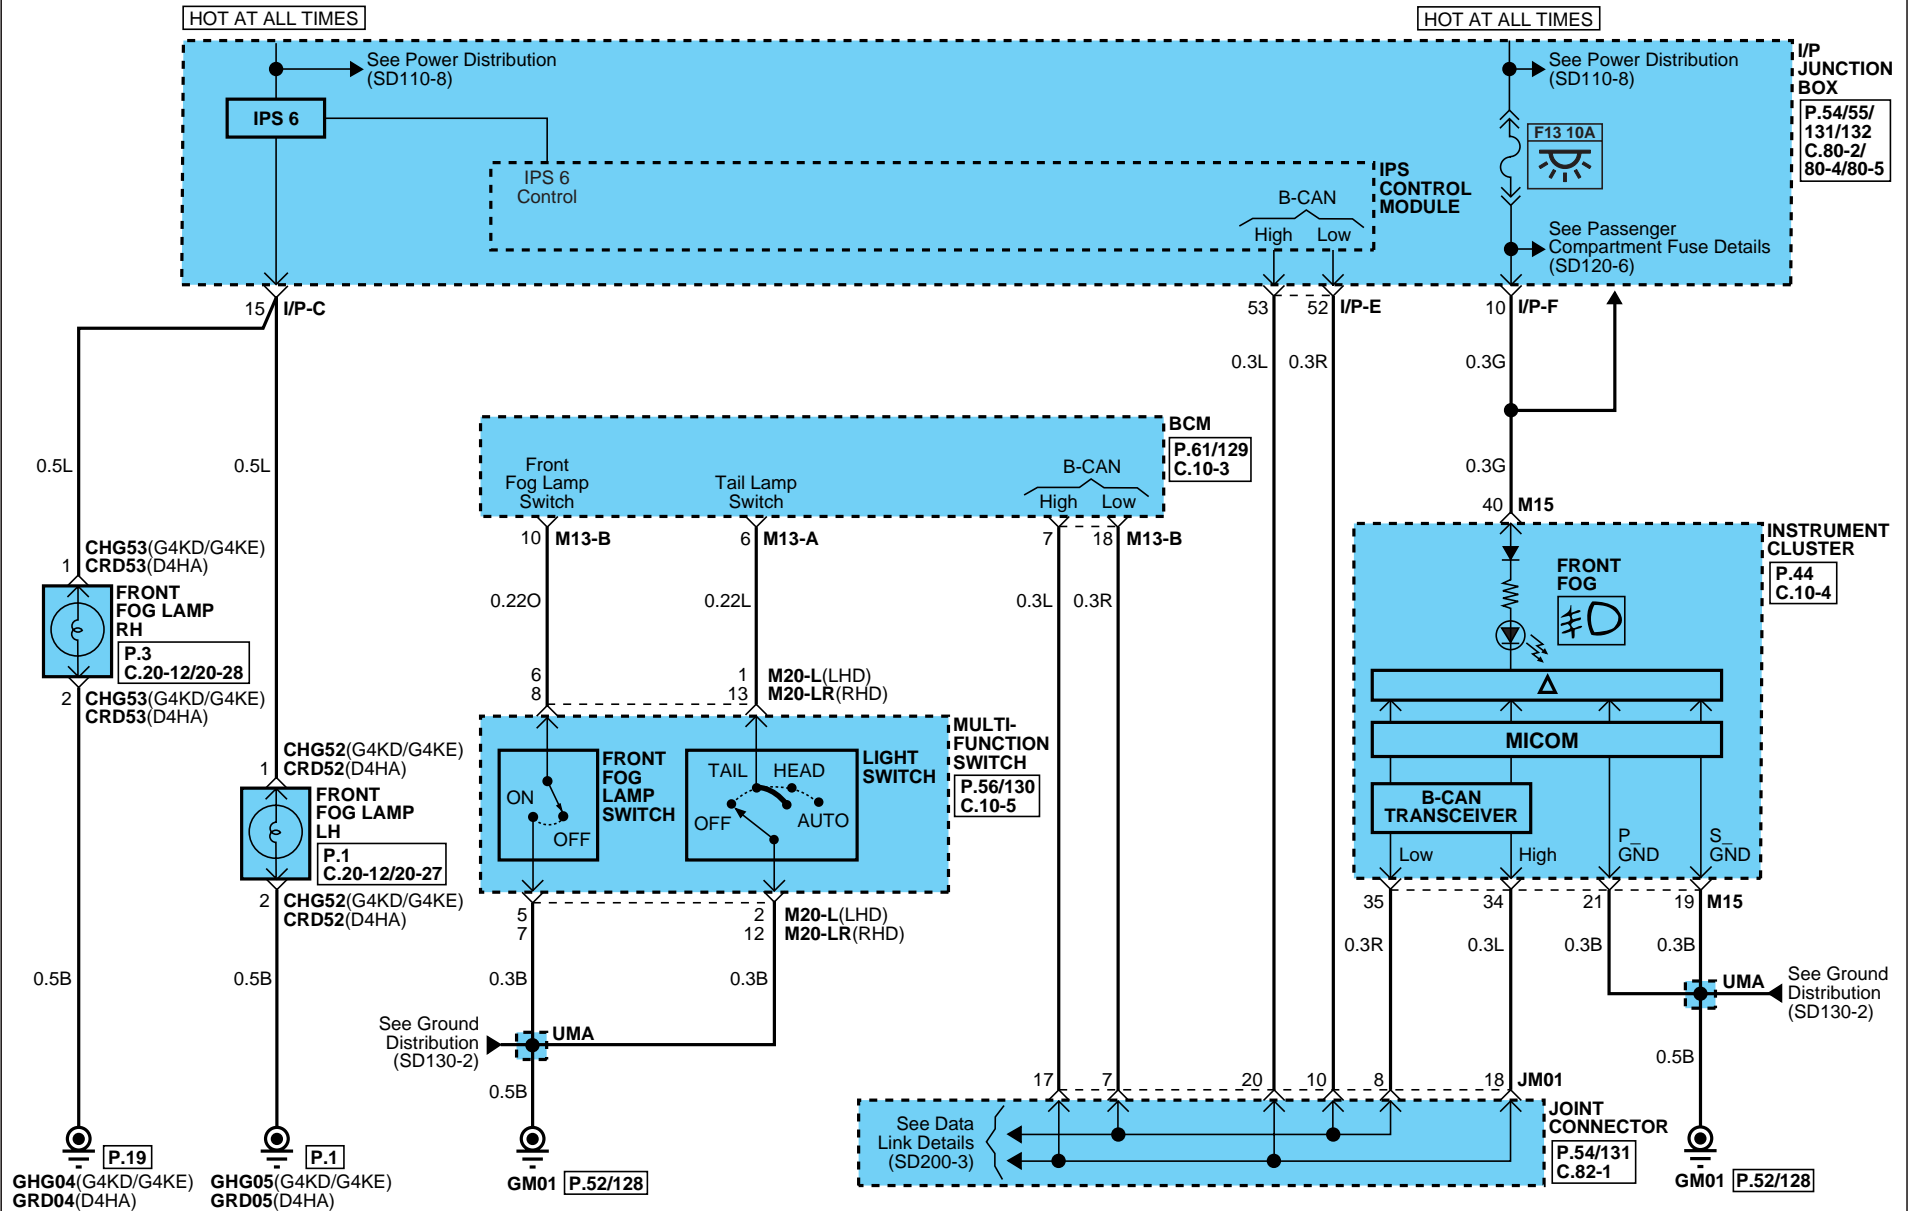 HOT AT ALL TIMES
HOT AT ALL TIMES
See Power Distribution
(SD110-8)
IPS 6
IPS 6
Control
B-CAN
High Low
IPS
CONTROL
MODULE
See Power Distribution
(SD110-8)
F13 10A
See Passenger
Compartment Fuse Details
(SD120-6)
I/P
JUNCTION
BOX
P.54/55/
131/132
C.80-2/
80-4/80-5
15 I/P-C
53 52 I/P-E
10 I/P-F
0.3L 0.3R 0.3G
0.5L 0.5L
0.3G
BCM
P.61/129
C.10-3
Front
Fog Lamp
Switch
Tail Lamp
Switch
B-CAN
High Low
10 M13-B
6 M13-A
7 18 M13-B
40 M15
0.22O 0.22L 0.3L 0.3R
CHG53(G4KD/G4KE)
1 CRD53(D4HA)
FRONT
FOG LAMP
RH
P.3
C.20-12/20-28
2 CHG53(G4KD/G4KE)
CRD53(D4HA)
CHG52(G4KD/G4KE)
1 CRD52(D4HA)
FRONT
FOG LAMP
LH
P.1
C.20-12/20-27
2 CHG52(G4KD/G4KE)
CRD52(D4HA)
6 1 M20-L(LHD)
8 13 M20-LR(RHD)
MULTI-
FUNCTION
SWITCH
P.56/130
C.10-5
FRONT
FOG
LAMP
SWITCH
ON
OFF
LIGHT
SWITCH
TAIL HEAD
OFF AUTO
5 2 M20-L(LHD)
7 12 M20-LR(RHD)
INSTRUMENT
CLUSTER
P.44
C.10-4
FRONT
FOG
MICOM
B-CAN
TRANSCEIVER
Low High
P_
GND
S_
GND
35 34 21 19 M15
0.3R 0.3L 0.3B 0.3B
0.5B 0.5B 0.3B 0.3B
See Ground
Distribution
(SD130-2)
UMA
UMA
See Ground
Distribution
(SD130-2)
0.5B
0.5B
17 7 20 10 8 18 JM01
See Data
Link Details
(SD200-3)
JOINT
CONNECTOR
P.54/131
C.82-1
P.19
GHG04(G4KD/G4KE)
GRD04(D4HA)
P.1
GHG05(G4KD/G4KE)
GRD05(D4HA)
GM01 P.52/128
GM01 P.52/128